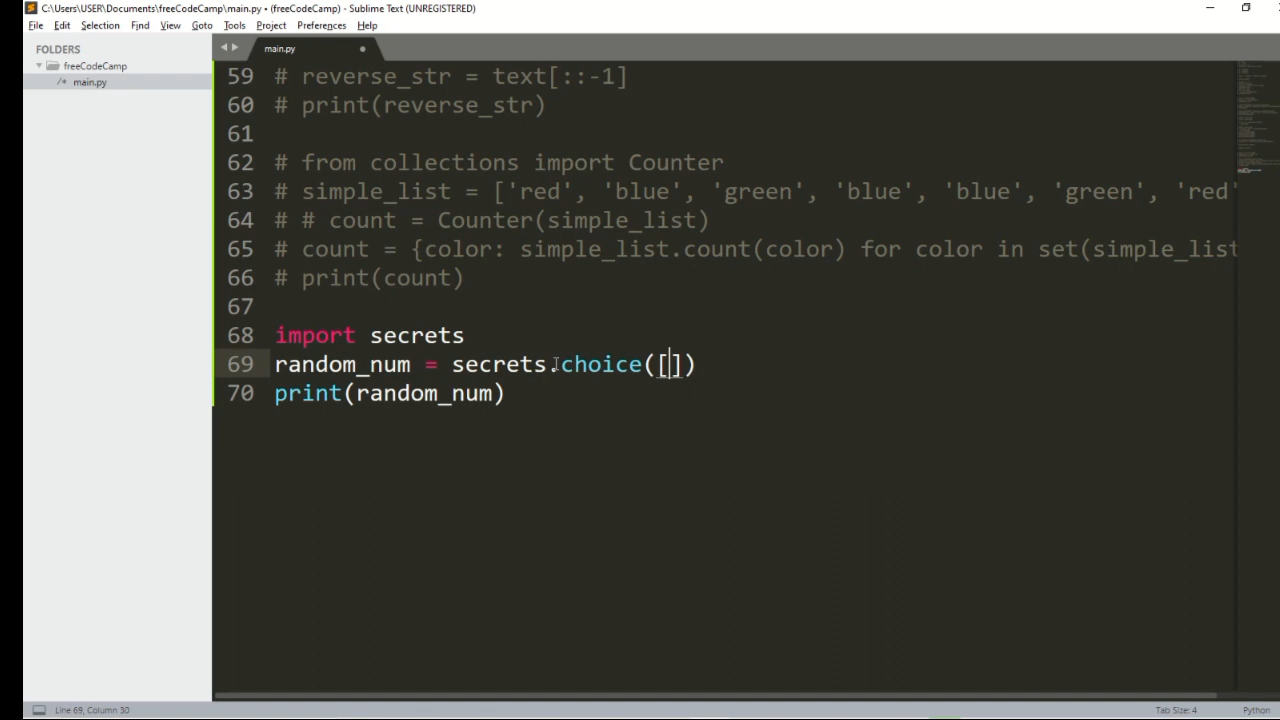 C:\Users\USER\Documents\freeCodeCamp\main.py • (freeCodeCamp) - Sublime Text (UNREGISTERED)
File Edit Selection Find View Goto Tools Project Preferences Help
FOLDERS
freeCodeCamp
/* main.py
main.py
59 # reverse_str = text[::-1]
60 # print(reverse_str)
61
62 # from collections import Counter
63 # simple_list = ['red', 'blue', 'green', 'blue', 'blue', 'green', 'red'
64 # # count = Counter(simple_list)
65 # count = {color: simple_list.count(color) for color in set(simple_list
66 # print(count)
67
68 import secrets
69 random_num = secrets.choice([])
70 print(random_num)
Line 69, Column 30
Tab Size: 4
Python